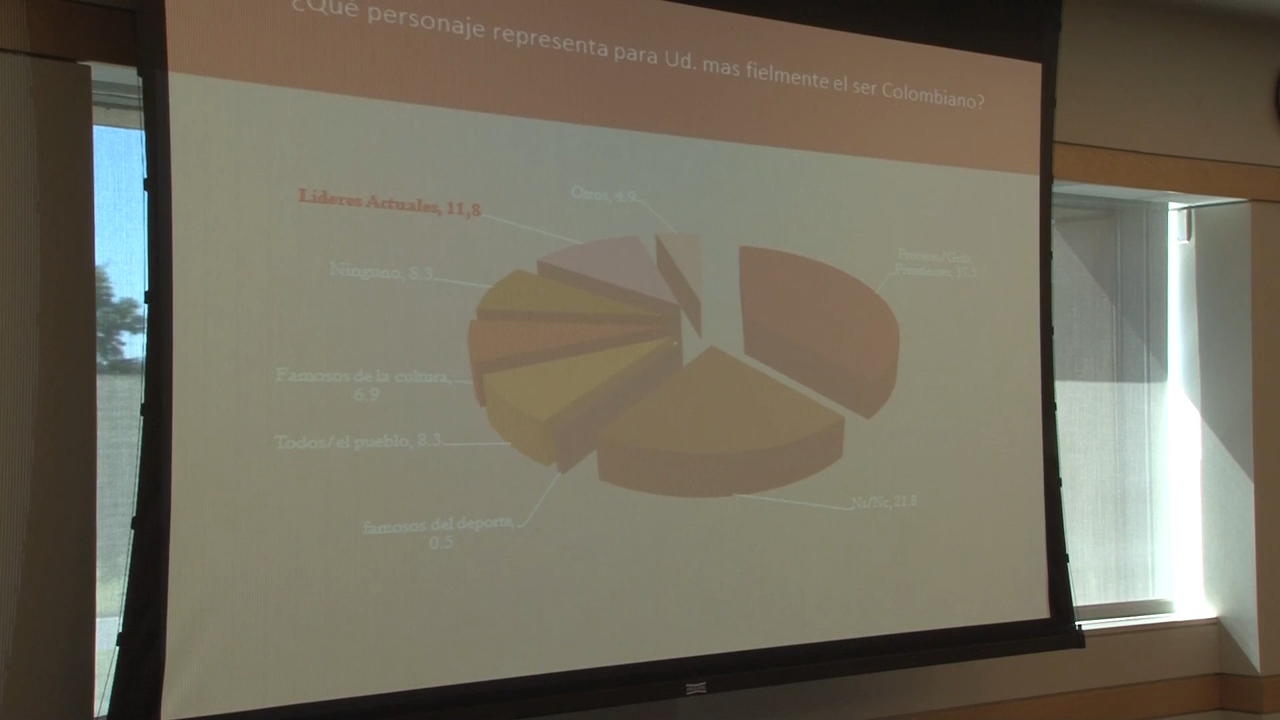 ¿Qué personaje representa para Ud. mas fielmente el ser Colombiano?
Líderes Actuales, 11,8
Otros, 4.9
Ninguno, 8.3
Famosos de la cultura,
6.9
Todos/el pueblo, 8.3
famosos del deporte,
0.5
Ns/Nc, 21.8